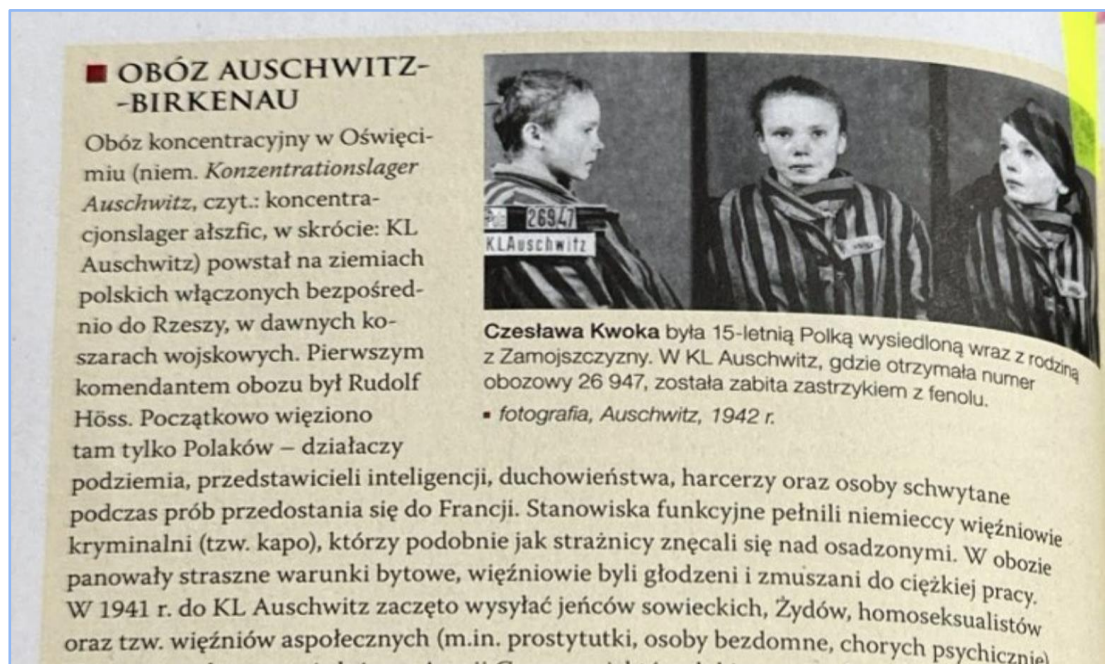 OBÓZ AUSCHWITZ-
-BIRKENAU
Obóz koncentracyjny w Oświęci-
miu (niem. Konzentrationslager
Auschwitz, czyt.: koncentra-
cjonslager ałszfic, w skrócie: KL
Auschwitz) powstał na ziemiach
polskich włączonych bezpośred-
nio do Rzeszy, w dawnych ko-
szarach wojskowych. Pierwszym
komendantem obozu był Rudolf
Höss. Początkowo więziono
tam tylko Polaków – działaczy
podziemia, przedstawicieli inteligencji, duchowieństwa, harcerzy oraz osoby schwytane
podczas prób przedostania się do Francji. Stanowiska funkcyjne pełnili niemieccy więźniowie
kryminalni (tzw. kapo), którzy podobnie jak strażnicy znęcali się nad osadzonymi. W obozie
panowały straszne warunki bytowe, więźniowie byli głodzeni i zmuszani do ciężkiej pracy.
W 1941 r. do KL Auschwitz zaczęto wysyłać jeńców sowieckich, Żydów, homoseksualistów
oraz tzw. więźniów aspołecznych (m.in. prostytutki, osoby bezdomne, chorych psychicznie)
26947
KLAuschwitz
Czesława Kwoka była 15-letnią Polką wysiedloną wraz z rodziną
z Zamojszczyzny. W KL Auschwitz, gdzie otrzymała numer
obozowy 26 947, została zabita zastrzykiem z fenolu.
▪ fotografia, Auschwitz, 1942 r.